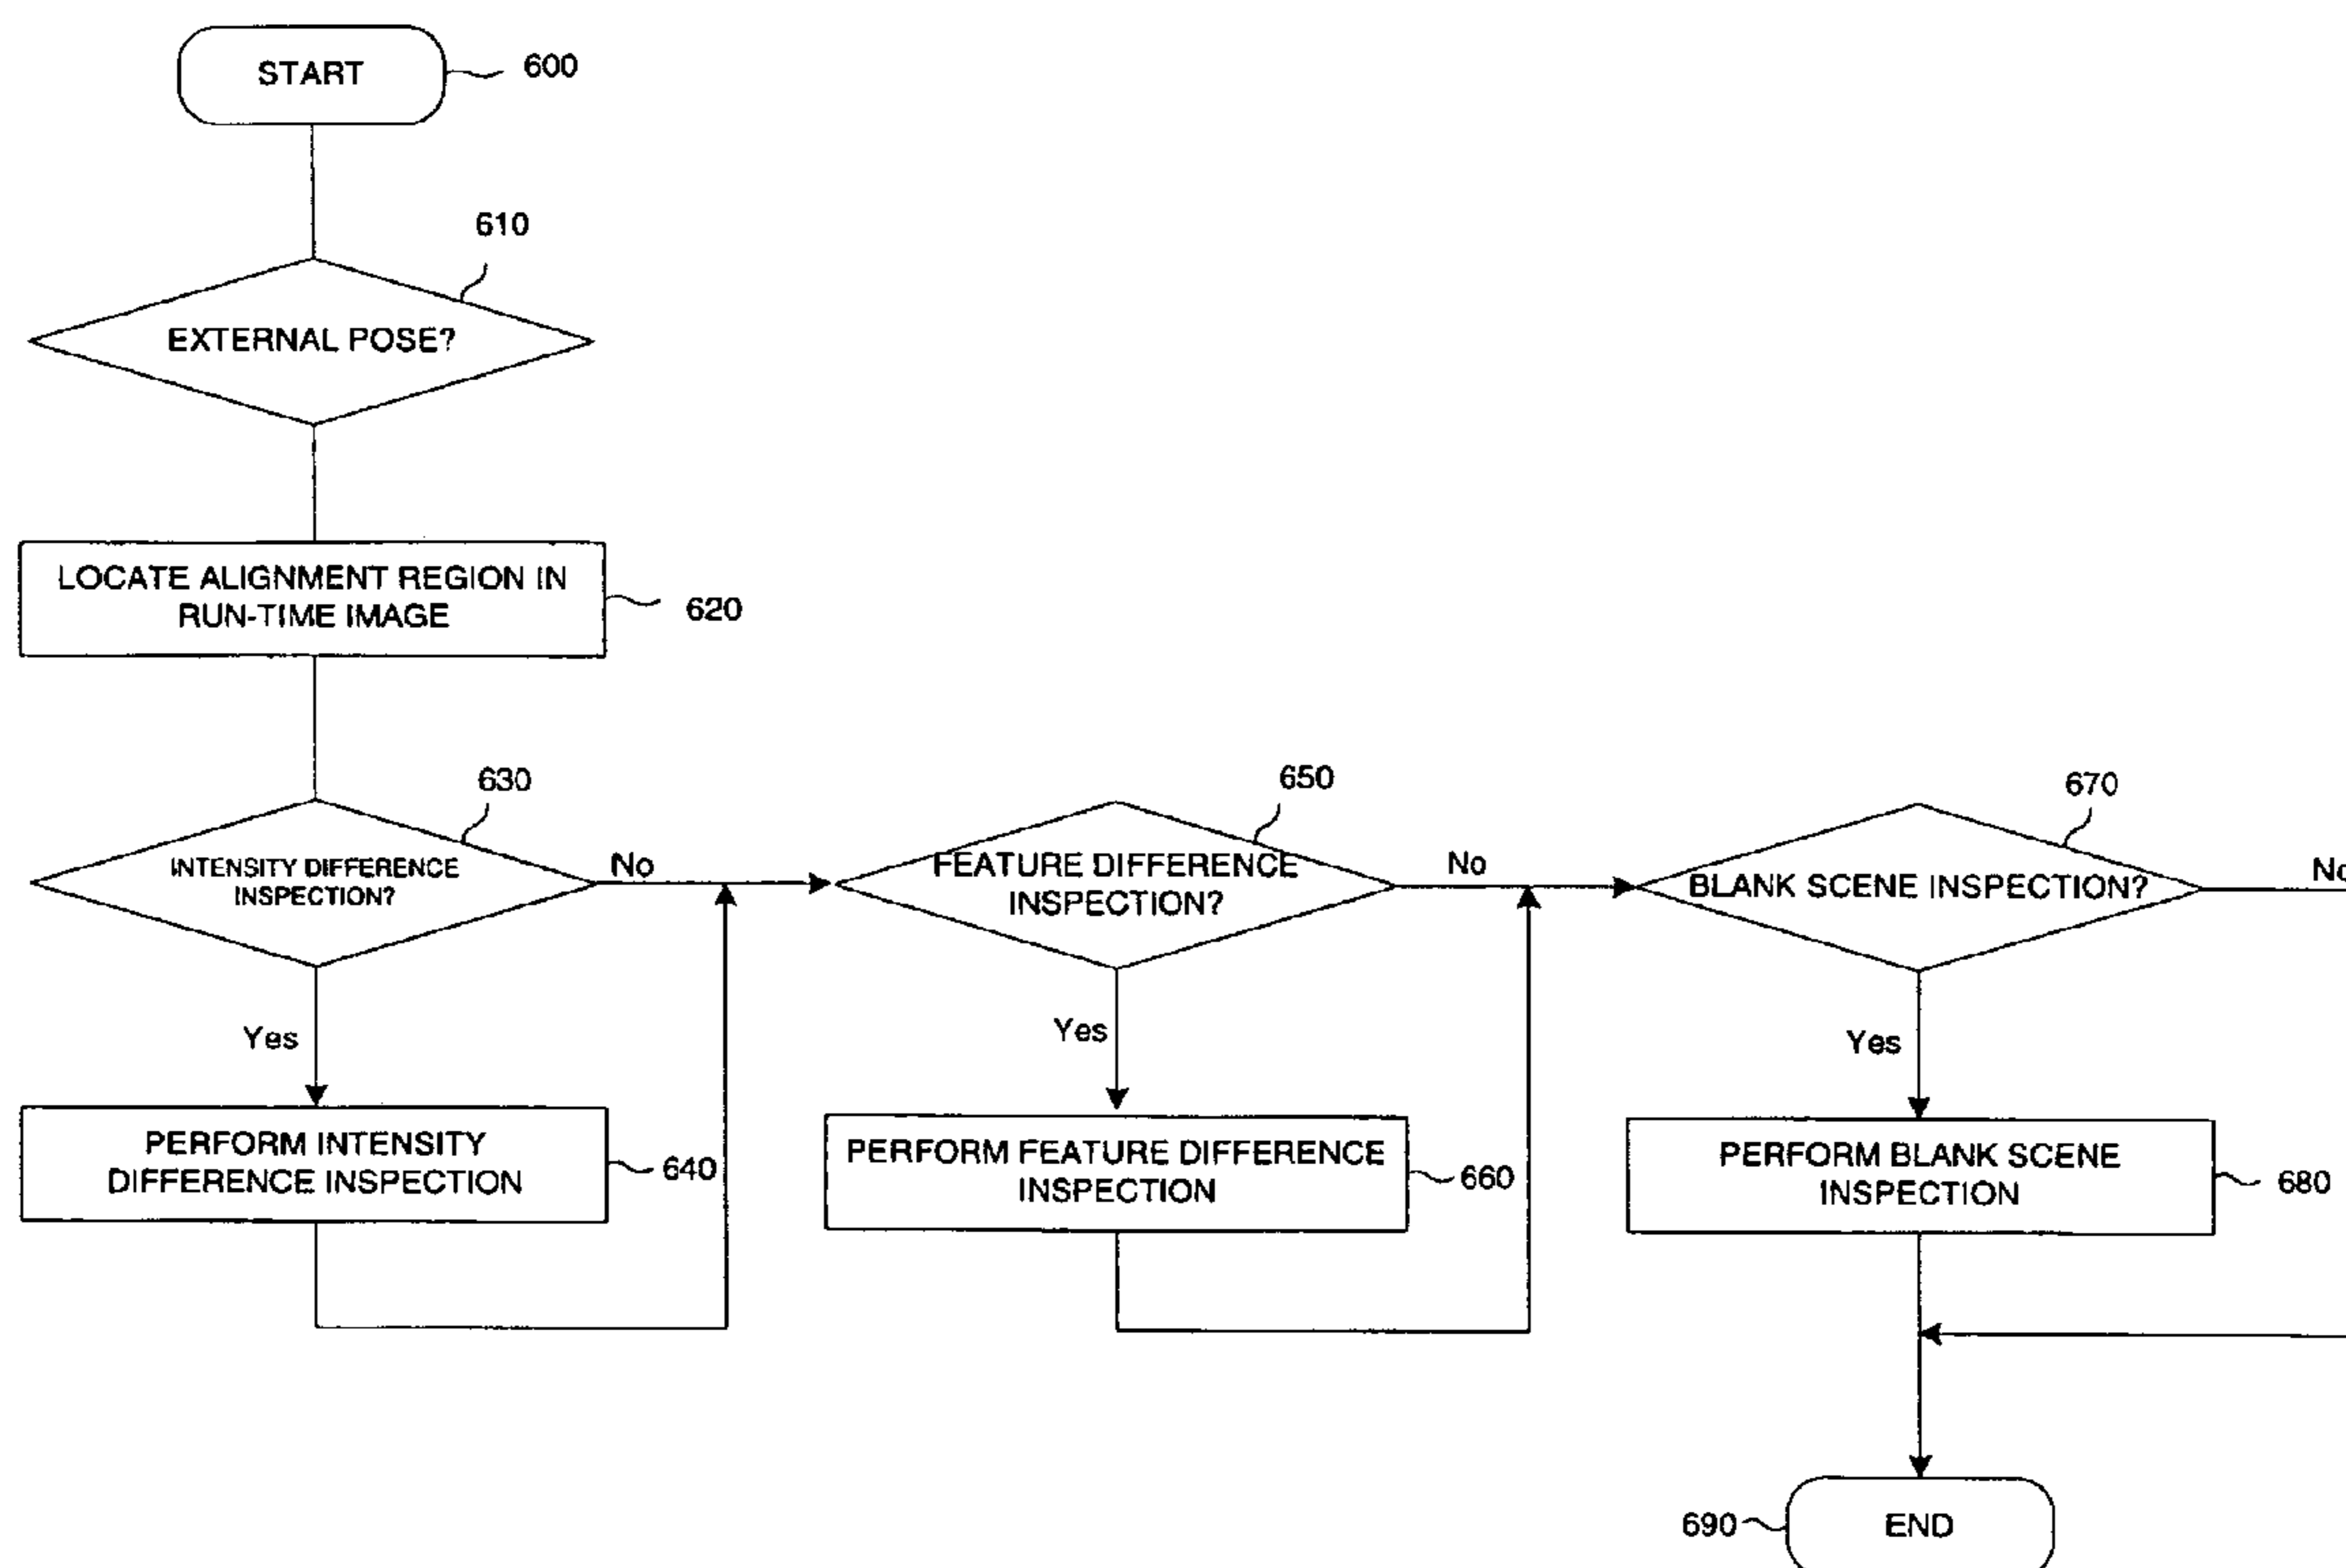 START
600
610
EXTERNAL POSE?
LOCATE ALIGNMENT REGION IN
RUN-TIME IMAGE
620
630
INTENSITY DIFFERENCE
INSPECTION?
No
Yes
PERFORM INTENSITY
DIFFERENCE INSPECTION
640
650
FEATURE DIFFERENCE
INSPECTION?
No
Yes
PERFORM FEATURE DIFFERENCE
INSPECTION
660
670
BLANK SCENE INSPECTION?
No
Yes
PERFORM BLANK SCENE
INSPECTION
680
690
END